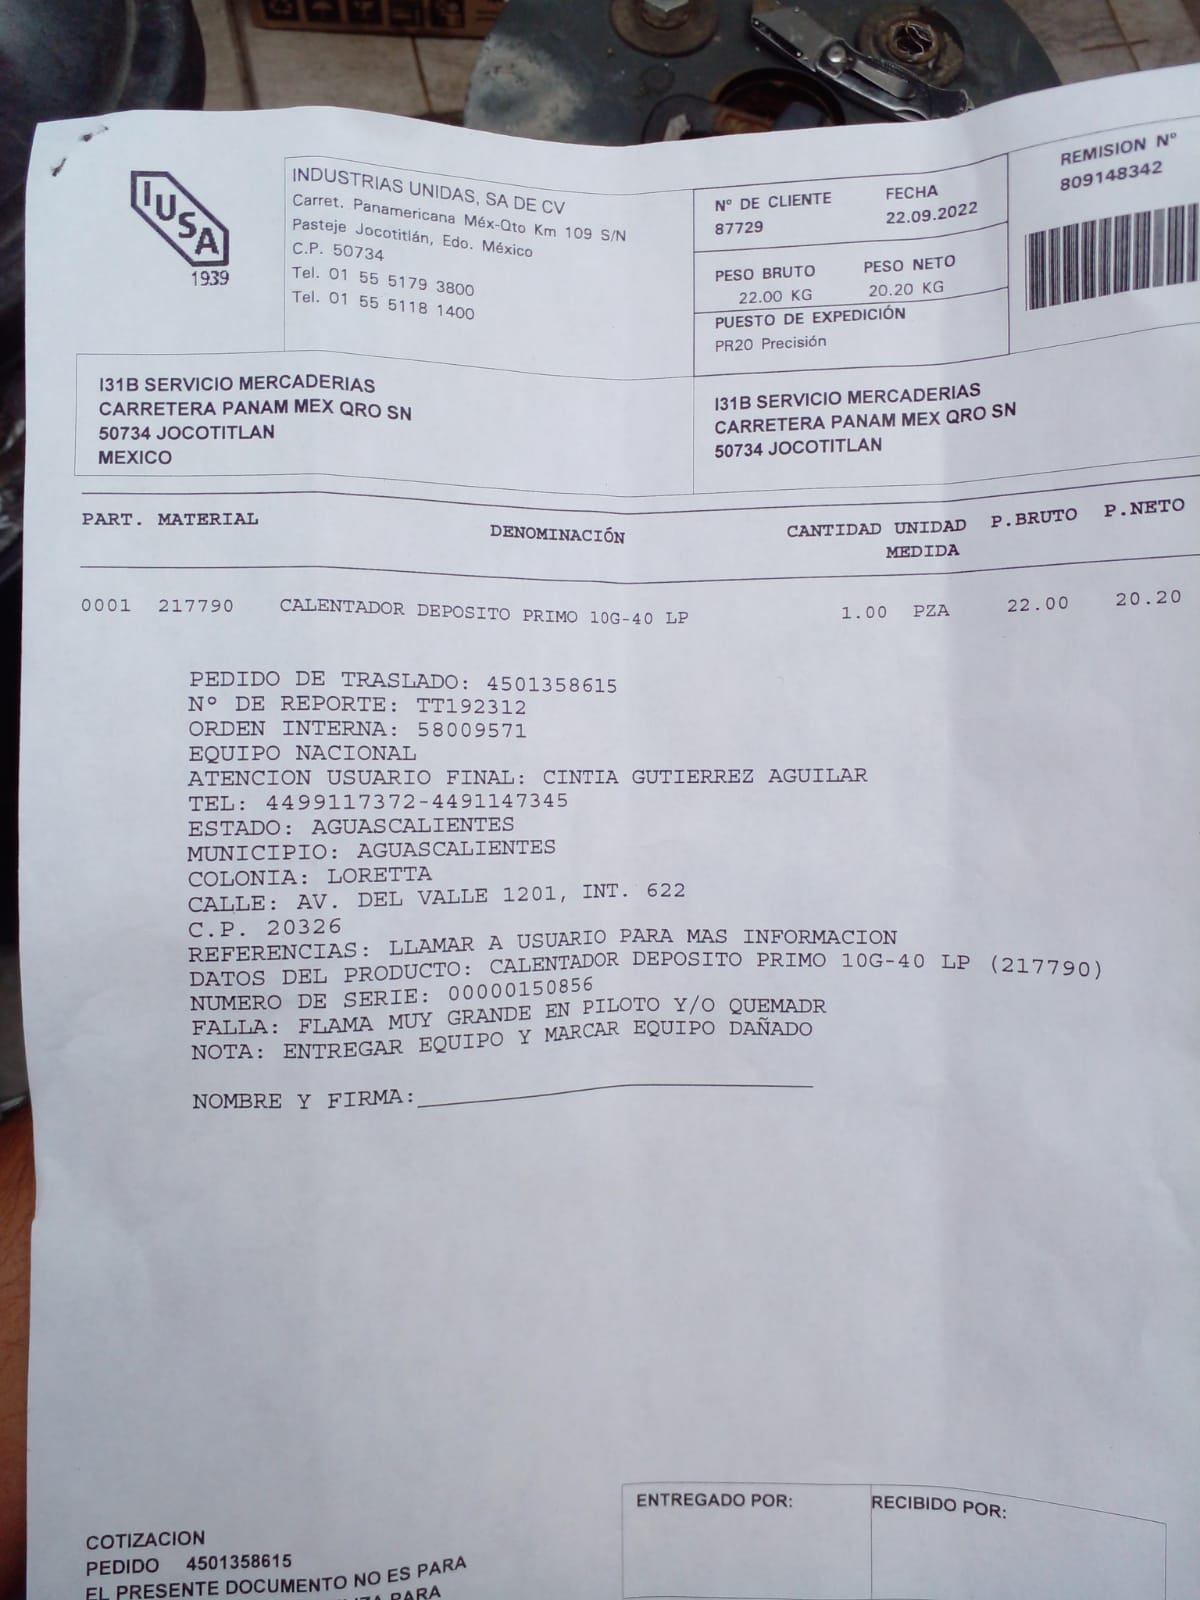 IUSA
1939
INDUSTRIAS UNIDAS, SA DE CV
Carret. Panamericana Méx-Qto Km 109 S/N
Pasteje Jocotitlán, Edo. México
C.P. 50734
Tel. 01 55 5179 3800
Tel. 01 55 5118 1400
Nº DE CLIENTE FECHA
87729 22.09.2022
PESO BRUTO PESO NETO
22.00 KG 20.20 KG
PUESTO DE EXPEDICIÓN
PR20 Precisión
REMISION Nº
809148342
I31B SERVICIO MERCADERIAS
CARRETERA PANAM MEX QRO SN
50734 JOCOTITLAN
MEXICO
I31B SERVICIO MERCADERIAS
CARRETERA PANAM MEX QRO SN
50734 JOCOTITLAN
PART. MATERIAL DENOMINACIÓN CANTIDAD UNIDAD P.BRUTO P.NETO
MEDIDA
0001 217790 CALENTADOR DEPOSITO PRIMO 10G-40 LP 1.00 PZA 22.00 20.20
PEDIDO DE TRASLADO: 4501358615
Nº DE REPORTE: TT192312
ORDEN INTERNA: 58009571
EQUIPO NACIONAL
ATENCION USUARIO FINAL: CINTIA GUTIERREZ AGUILAR
TEL: 4499117372-4491147345
ESTADO: AGUASCALIENTES
MUNICIPIO: AGUASCALIENTES
COLONIA: LORETTA
CALLE: AV. DEL VALLE 1201, INT. 622
C.P. 20326
REFERENCIAS: LLAMAR A USUARIO PARA MAS INFORMACION
DATOS DEL PRODUCTO: CALENTADOR DEPOSITO PRIMO 10G-40 LP (217790)
NUMERO DE SERIE: 00000150856
FALLA: FLAMA MUY GRANDE EN PILOTO Y/O QUEMADR
NOTA: ENTREGAR EQUIPO Y MARCAR EQUIPO DAÑADO
NOMBRE Y FIRMA:
ENTREGADO POR: RECIBIDO POR:
COTIZACION
PEDIDO 4501358615
EL PRESENTE DOCUMENTO NO ES PARA
PARA